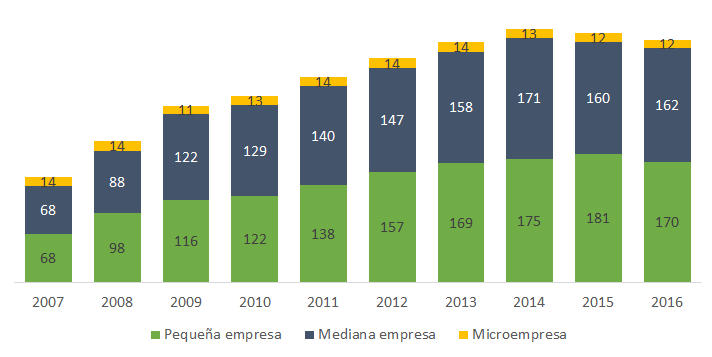 14 14 11 13 14 14 14 13 12 12
68 88 122 129 140 147 158 171 160 162
68 98 116 122 138 157 169 175 181 170
2007 2008 2009 2010 2011 2012 2013 2014 2015 2016
Pequeña empresa Mediana empresa Microempresa